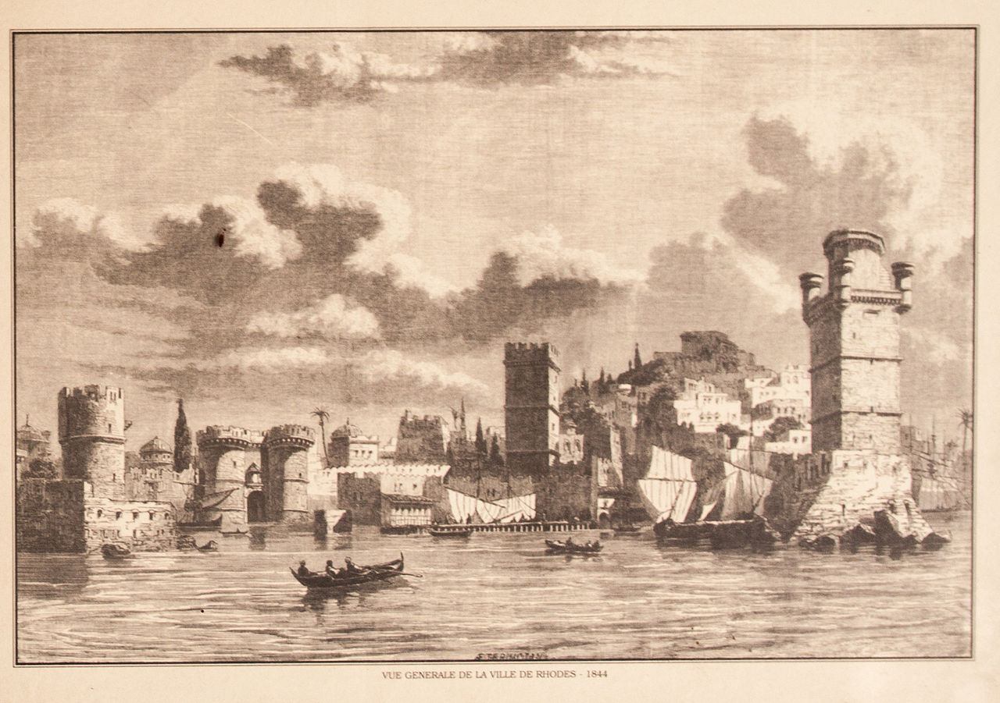 VUE GENERALE DE LA VILLE DE RHODES - 1844